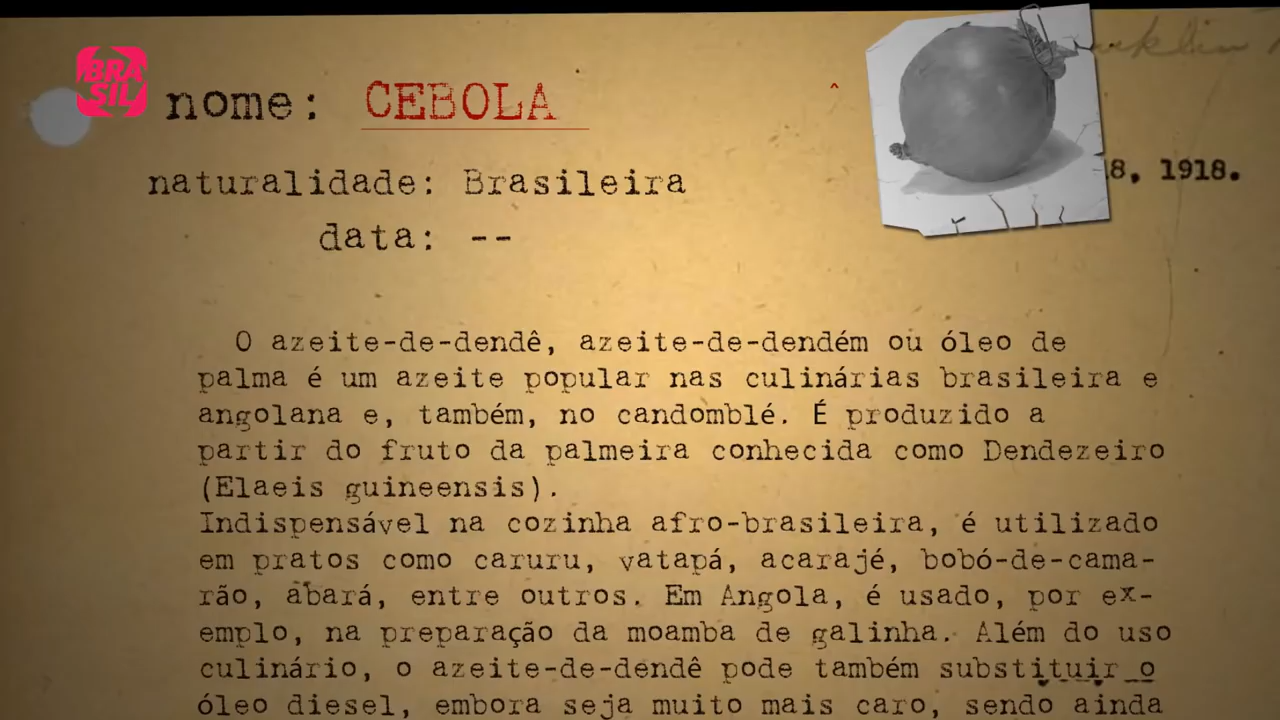 BRA
SIL
nome: CEBOLA
naturalidade: Brasileira
8, 1918.
data: --
O azeite-de-dendê, azeite-de-dendém ou óleo de
palma é um azeite popular nas culinárias brasileira e
angolana e, também, no candomblé. É produzido a
partir do fruto da palmeira conhecida como Dendezeiro
(Elaeis guineensis).
Indispensável na cozinha afro-brasileira, é utilizado
em pratos como caruru, vatapá, acarajé, bobó-de-cama-
rão, abará, entre outros. Em Angola, é usado, por ex-
emplo, na preparação da moamba de galinha. Além do uso
culinário, o azeite-de-dendê pode também substituir o
óleo diesel, embora seja muito mais caro, sendo ainda